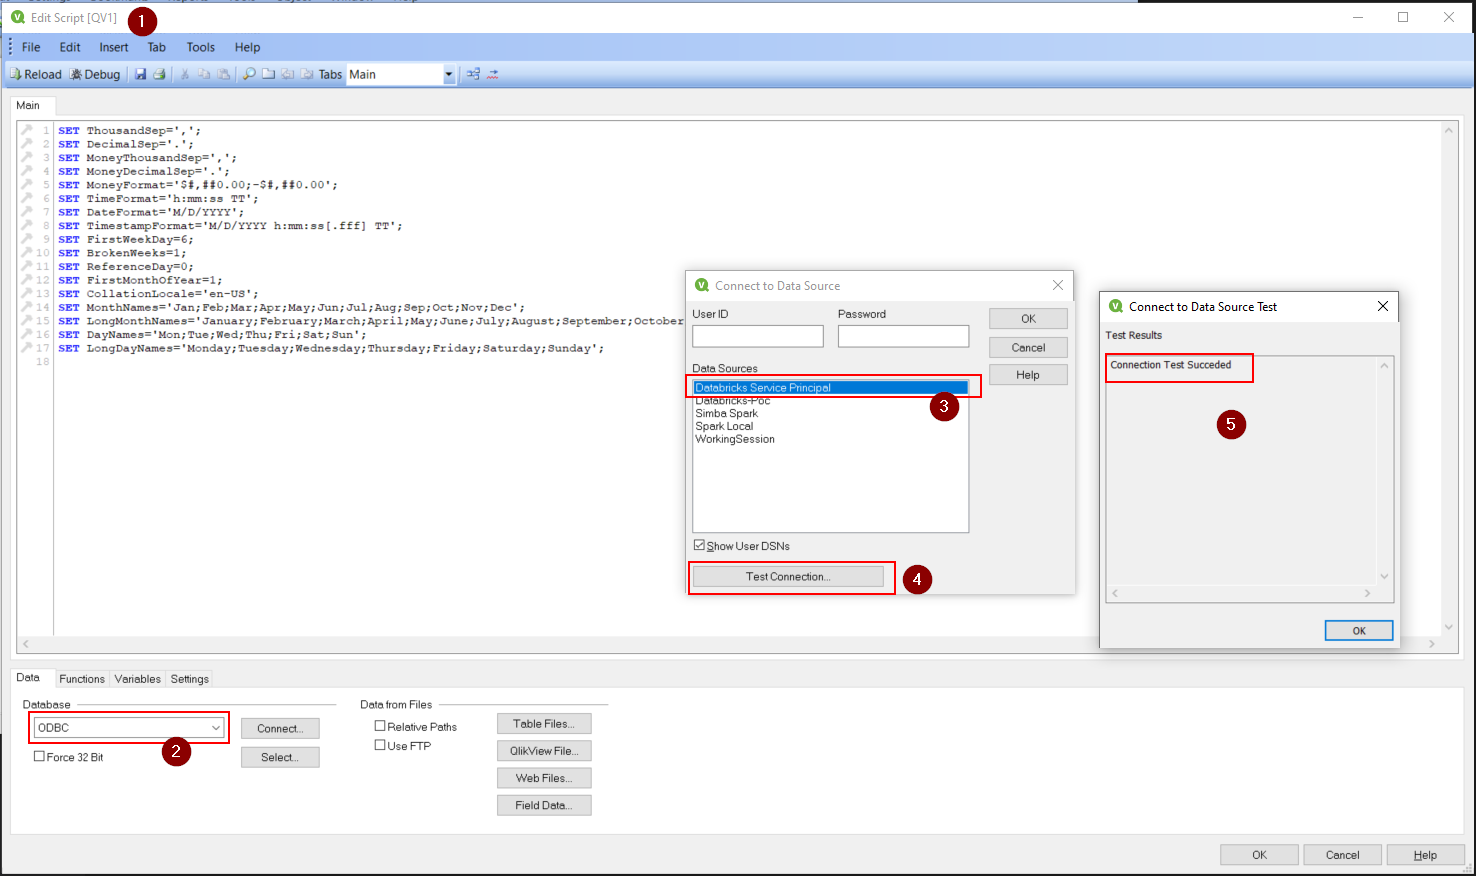 Edit Script [QV1]
1
File Edit Insert Tab Tools Help
Reload Debug Tabs Main
Main
1 SET ThousandSep=',';
2 SET DecimalSep='.';
3 SET MoneyThousandSep=',';
4 SET MoneyDecimalSep='.';
5 SET MoneyFormat='$#,##0.00;-$#,##0.00';
6 SET TimeFormat='h:mm:ss TT';
7 SET DateFormat='M/D/YYYY';
8 SET TimestampFormat='M/D/YYYY h:mm:ss[.fff] TT';
9 SET FirstWeekDay=6;
10 SET BrokenWeeks=1;
11 SET ReferenceDay=0;
12 SET FirstMonthOfYear=1;
13 SET CollationLocale='en-US';
14 SET MonthNames='Jan;Feb;Mar;Apr;May;Jun;Jul;Aug;Sep;Oct;Nov;Dec';
15 SET LongMonthNames='January;February;March;April;May;June;July;August;September;October
16 SET DayNames='Mon;Tue;Wed;Thu;Fri;Sat;Sun';
17 SET LongDayNames='Monday;Tuesday;Wednesday;Thursday;Friday;Saturday;Sunday';
18
Connect to Data Source
User ID Password
OK
Cancel
Help
Data Sources
Databricks Service Principal
Databricks-Poc
Simba Spark
Spark Local
WorkingSession
3
Show User DSNs
Test Connection...
4
Connect to Data Source Test
Test Results
Connection Test Succeded
5
OK
Data Functions Variables Settings
Database
ODBC
Connect...
2
Force 32 Bit
Select...
Data from Files
Relative Paths
Use FTP
Table Files...
QlikView File...
Web Files...
Field Data...
OK Cancel Help